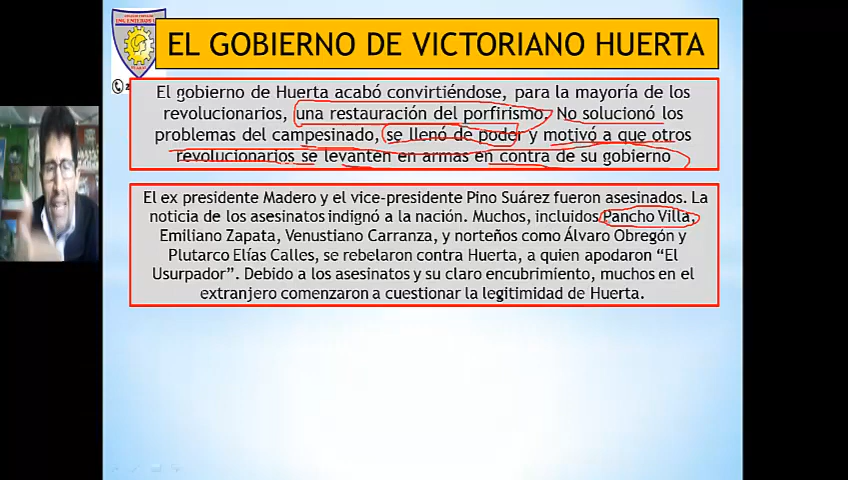 EL GOBIERNO DE VICTORIANO HUERTA
El gobierno de Huerta acabó convirtiéndose, para la mayoría de los
revolucionarios, una restauración del porfirismo. No solucionó los
problemas del campesinado, se llenó de poder y motivó a que otros
revolucionarios se levanten en armas en contra de su gobierno
El ex presidente Madero y el vice-presidente Pino Suárez fueron asesinados. La
noticia de los asesinatos indignó a la nación. Muchos, incluidos Pancho Villa,
Emiliano Zapata, Venustiano Carranza, y norteños como Álvaro Obregón y
Plutarco Elías Calles, se rebelaron contra Huerta, a quien apodaron “El
Usurpador”. Debido a los asesinatos y su claro encubrimiento, muchos en el
extranjero comenzaron a cuestionar la legitimidad de Huerta.